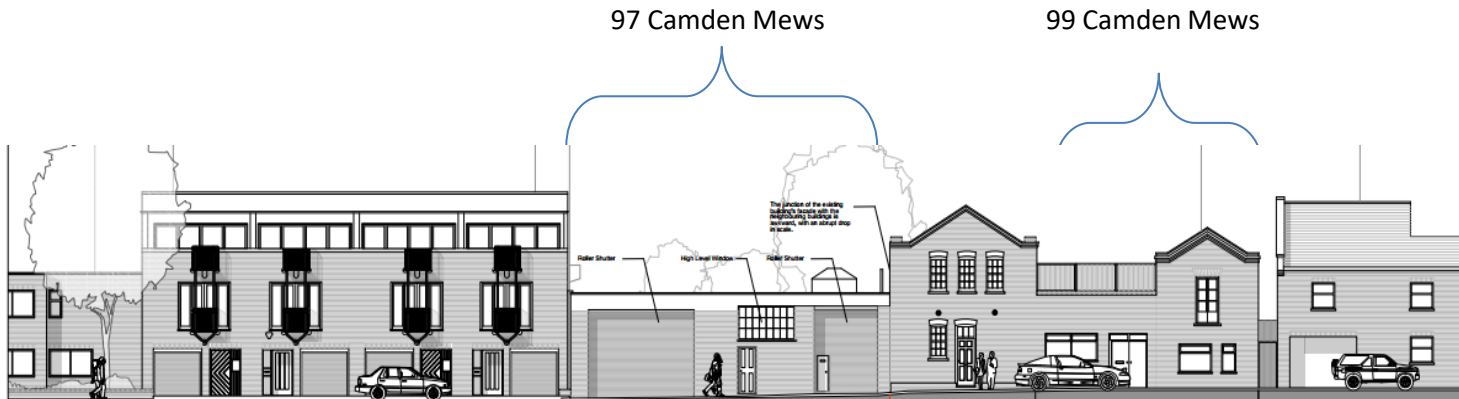 97 Camden Mews
99 Camden Mews
The junction of the existing
building's facade with the
neighbouring buildings is
awkward, with an abrupt drop
in scale.
Roller Shutter
High Level Window
Roller Shutter